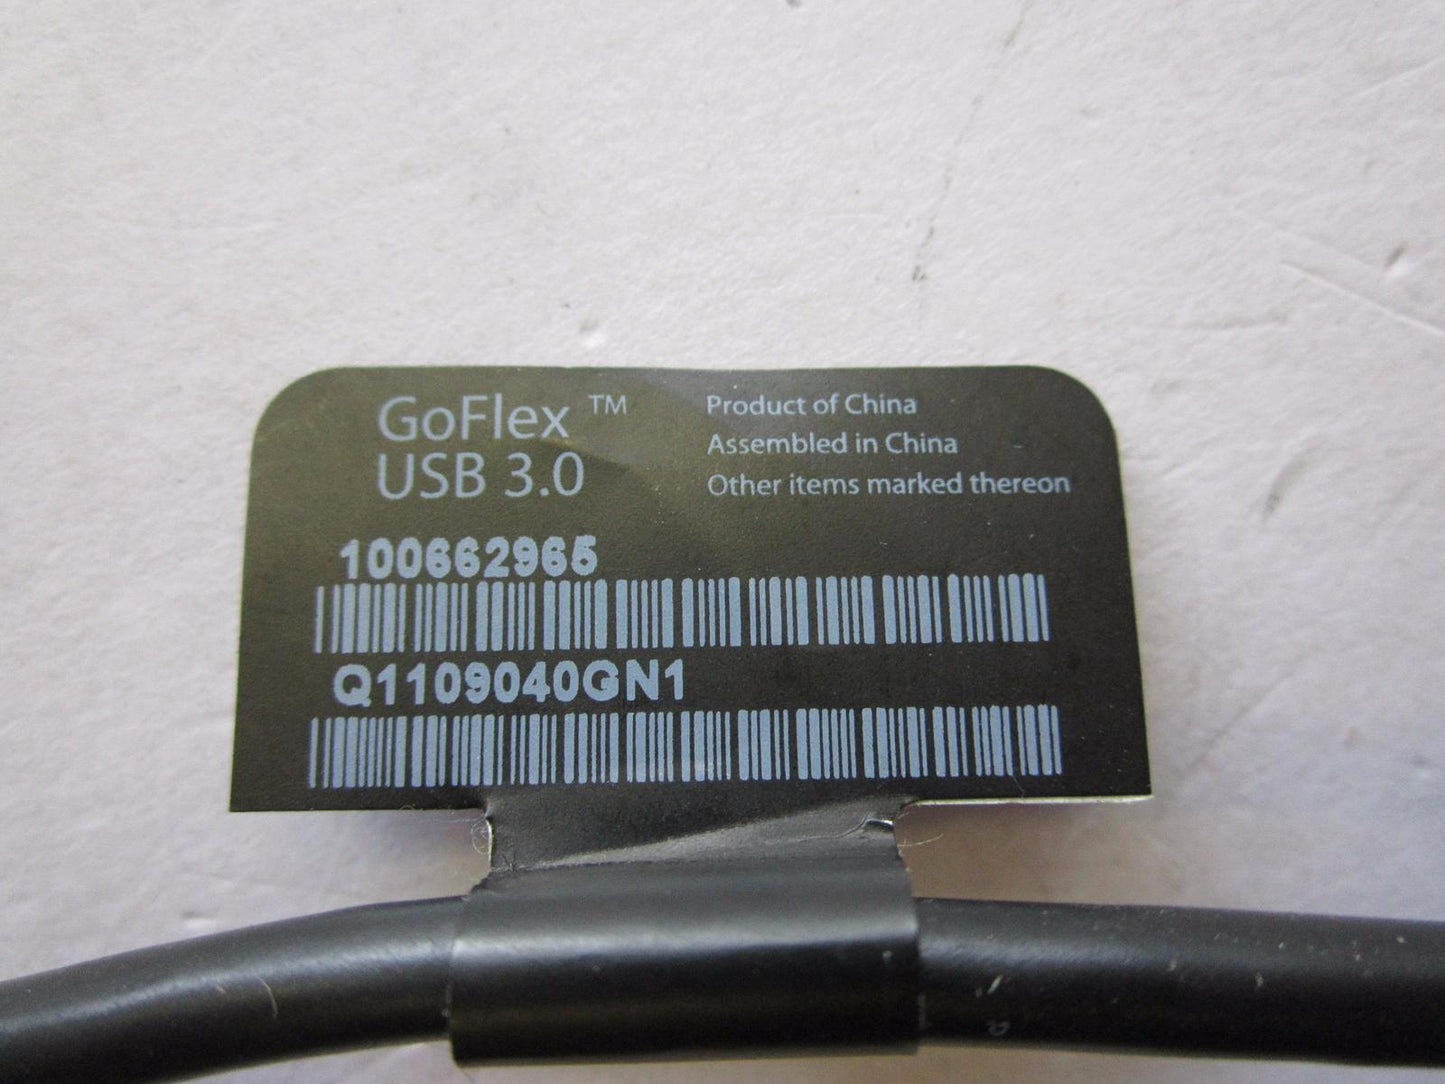 GoFlex ™
USB 3.0
Product of China
Assembled in China
Other items marked thereon
100662965
Q1109040GN1